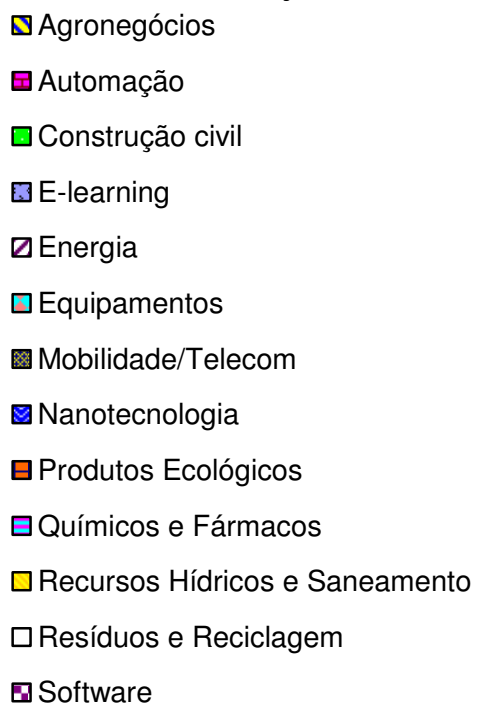 Agronegócios
Automação
Construção civil
E-learning
Energia
Equipamentos
Mobilidade/Telecom
Nanotecnologia
Produtos Ecológicos
Químicos e Fármacos
Recursos Hídricos e Saneamento
Resíduos e Reciclagem
Software